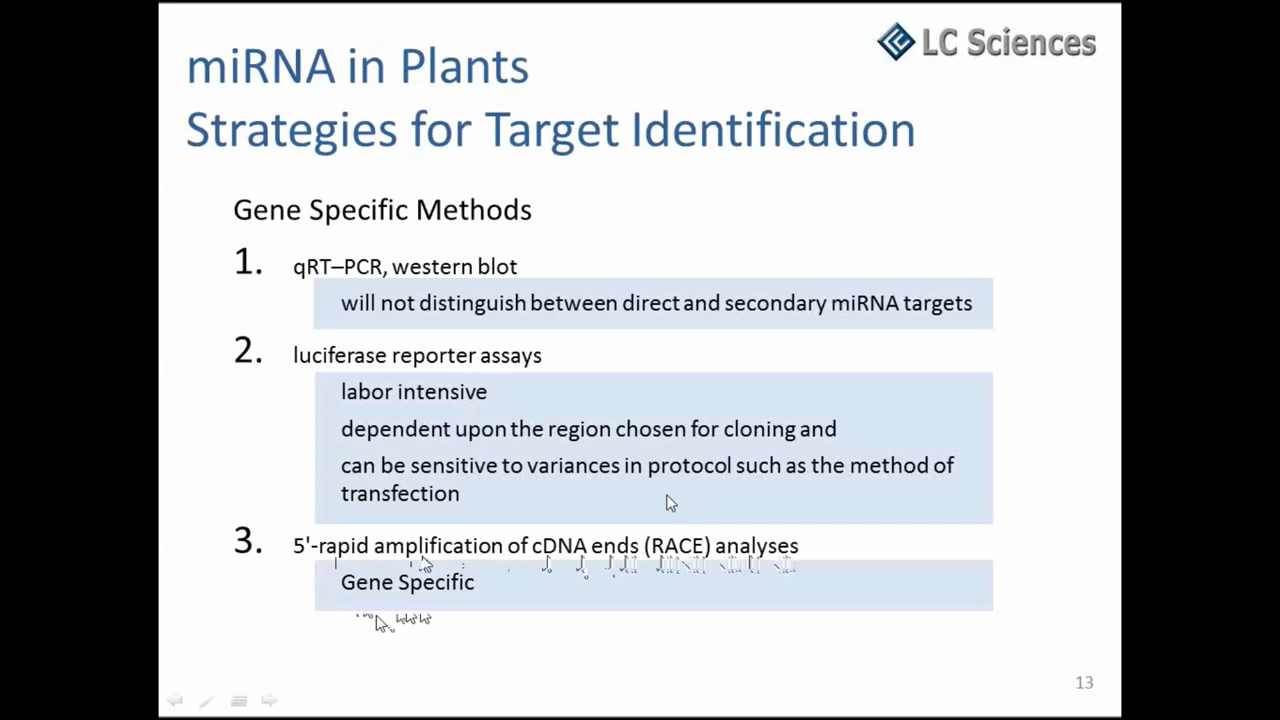 LC Sciences
miRNA in Plants
Strategies for Target Identification
Gene Specific Methods
1. qRT–PCR, western blot
will not distinguish between direct and secondary miRNA targets
2. luciferase reporter assays
labor intensive
dependent upon the region chosen for cloning and
can be sensitive to variances in protocol such as the method of
transfection
3. 5'-rapid amplification of cDNA ends (RACE) analyses
Gene Specific
13